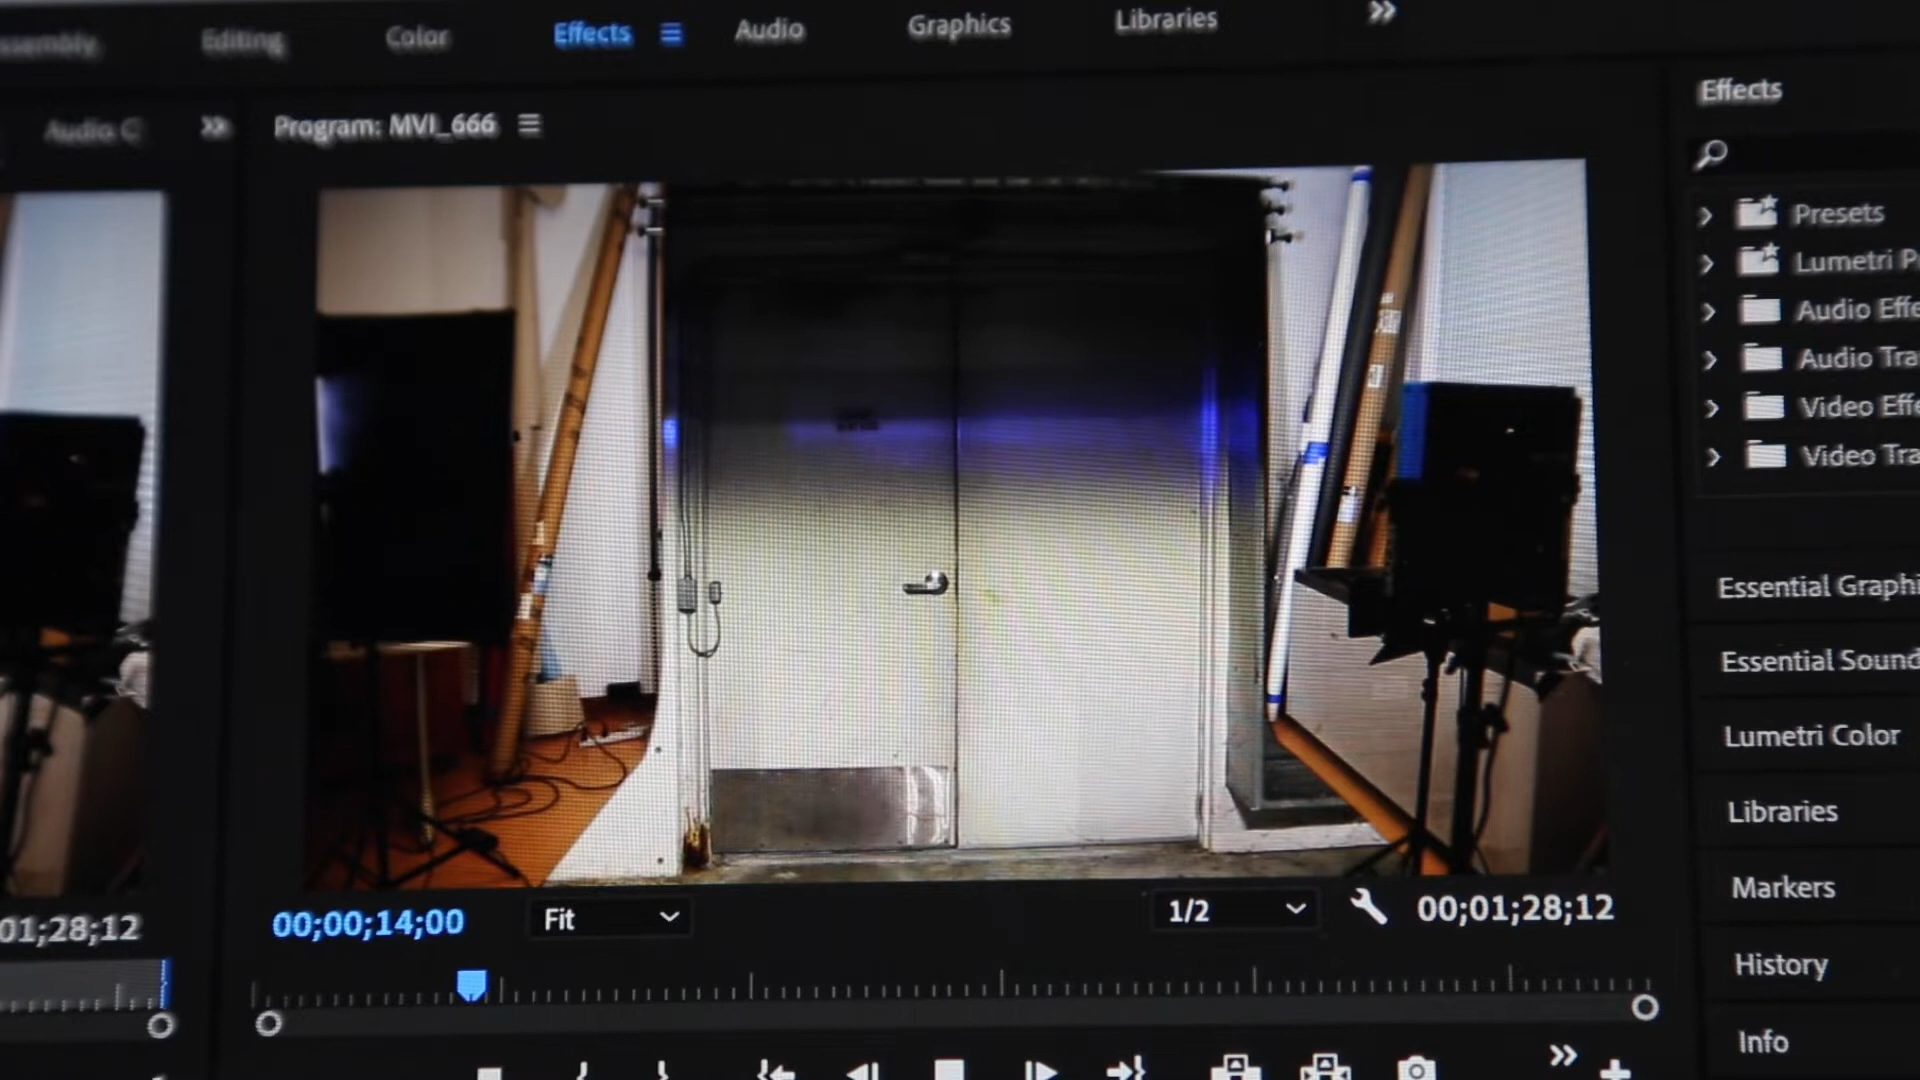 Editing
Color
Effects
Audio
Graphics
Libraries
Audio C
Program: MVI_666
Effects
Presets
Lumetri P
Audio Effe
Audio Tra
Video Effe
Video Tra
Essential Graphi
Essential Sound
Lumetri Color
Libraries
Markers
History
Info
01;28;12
00;00;14;00
Fit
1/2
00;01;28;12